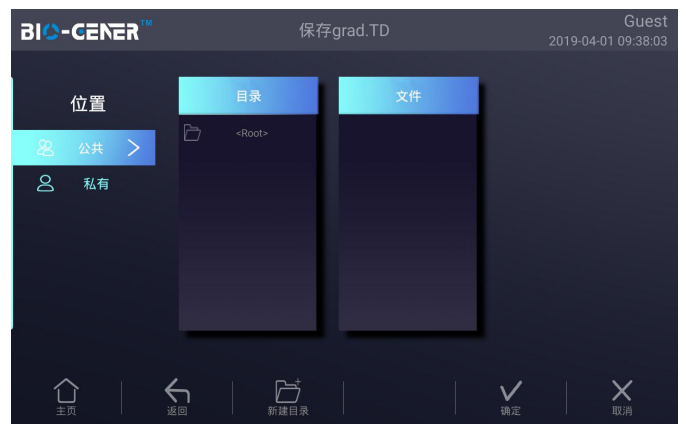 BIO-GENER™
保存grad.TD
Guest
2019-04-01 09:38:03
位置
公共
私有
目录
<Root>
文件
主页
返回
新建目录
确定
取消